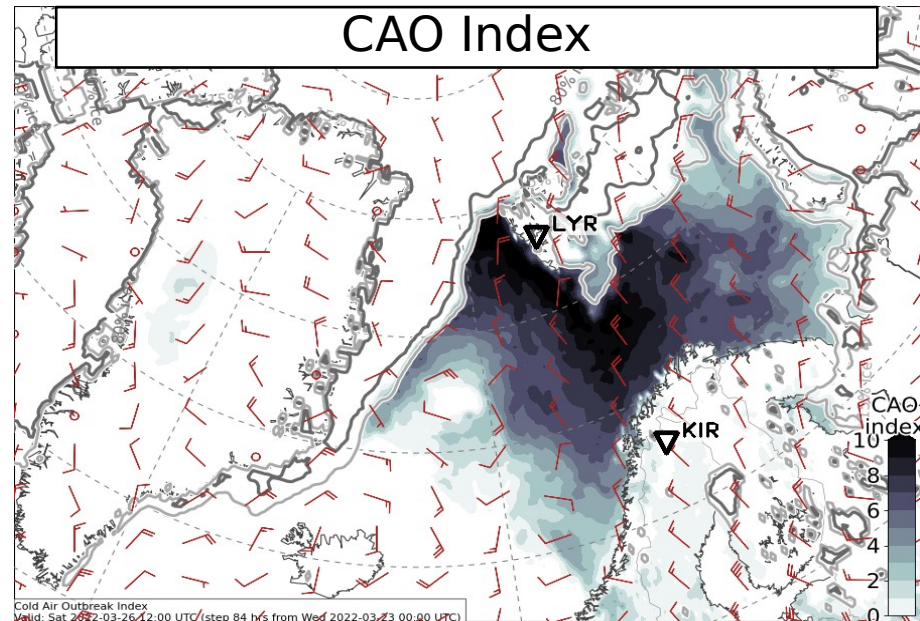 CAO Index
80%
LYR
KIR
CAO-
index
10
8
6
4
2
0
Cold Air Outbreak Index
Valid: Sat 2022-03-26 12:00 UTC (step 84 hrs from Wed 2022-03-23 00:00 UTC)